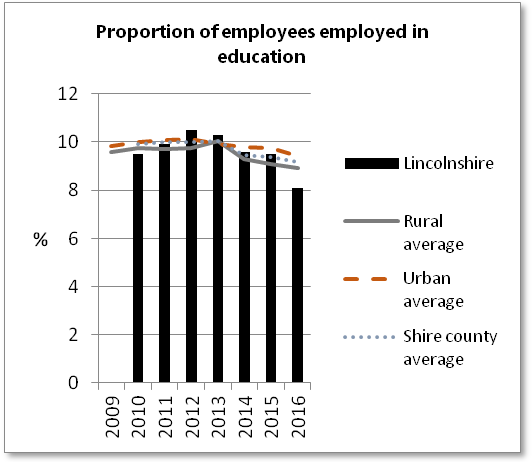 Proportion of employees employed in
education
12
10
8
6
4
2
0
%
2009
2010
2011
2012
2013
2014
2015
2016
Lincolnshire
Rural
average
Urban
average
Shire county
average